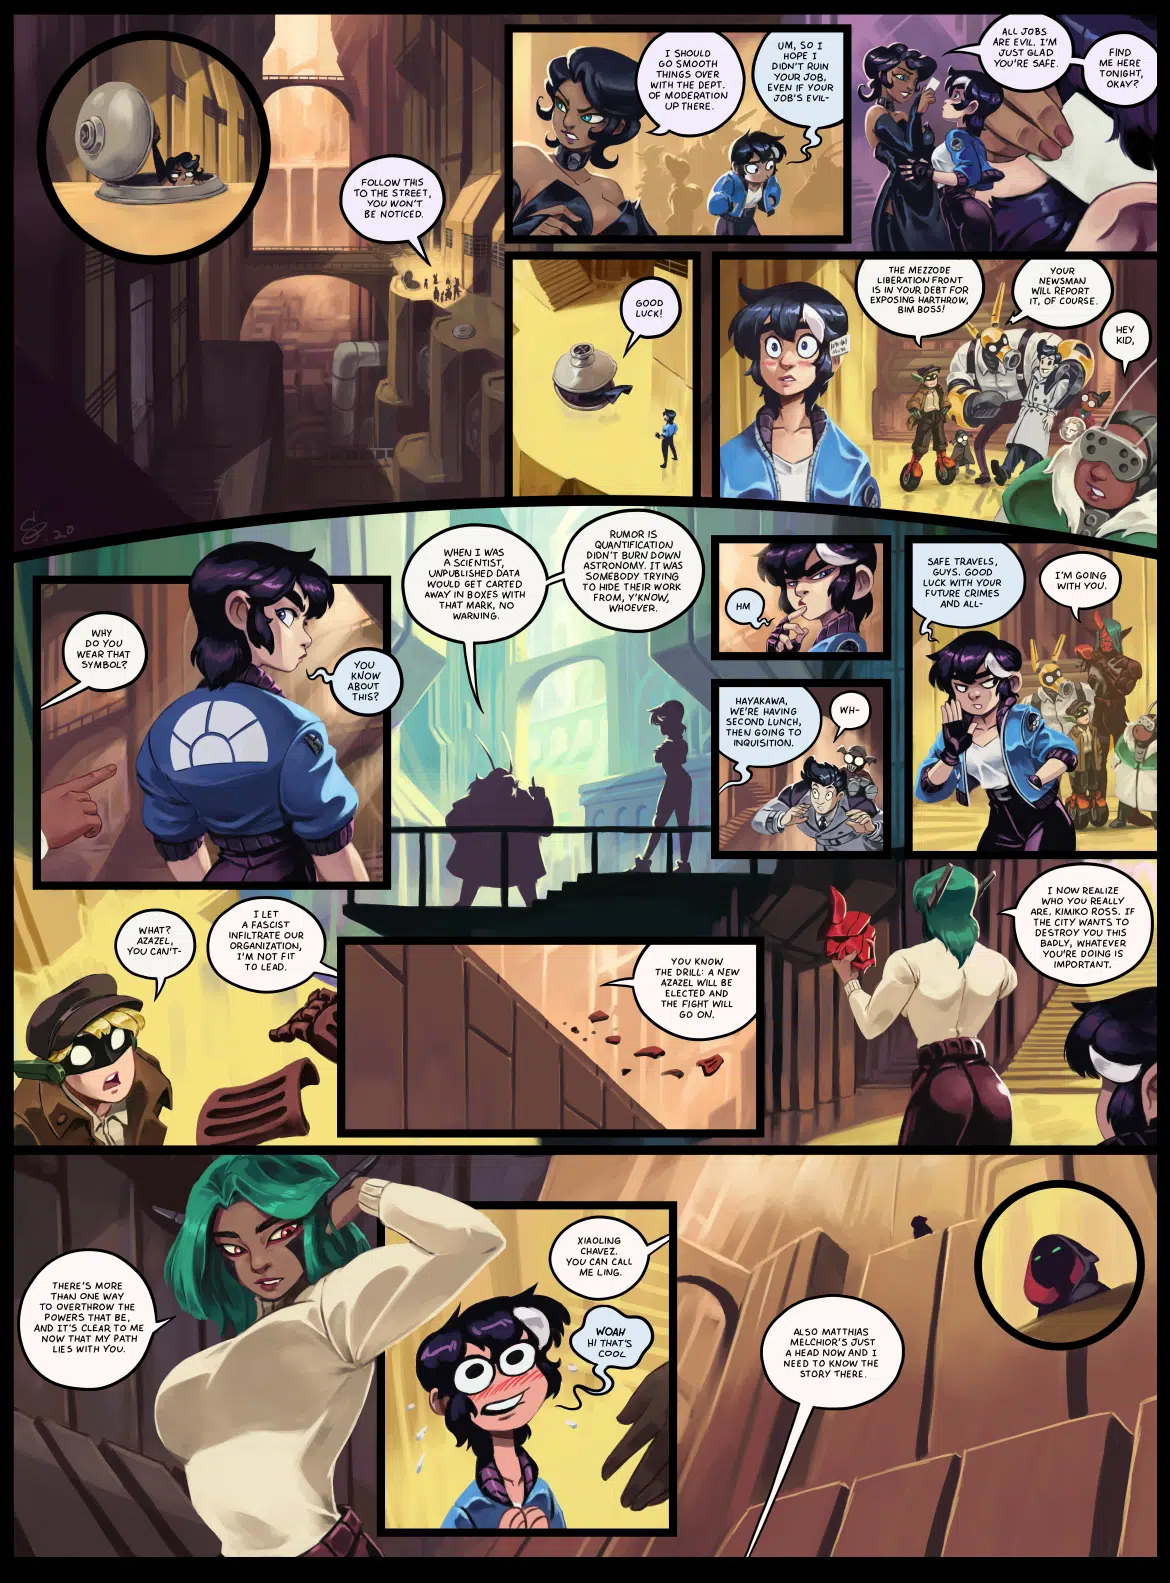 FOLLOW THIS
TO THE STREET,
YOU WON'T
BE NOTICED.
I SHOULD
GO SMOOTH
THINGS OVER
WITH THE DEPT.
OF MODERATION
UP THERE.
UM, SO I
HOPE I
DIDN'T RUIN
YOUR JOB,
EVEN IF YOUR
JOB'S EVIL-
ALL JOBS
ARE EVIL. I'M
JUST GLAD
YOU'RE SAFE.
FIND
ME HERE
TONIGHT,
OKAY?
GOOD
LUCK!
THE MEZZODE
LIBERATION FRONT
IS IN YOUR DEBT FOR
EXPOSING HARTHROW,
BIM BOSS!
YOUR
NEWSMAN
WILL REPORT
IT, OF COURSE.
HEY
KID,
WHY
DO YOU
WEAR THAT
SYMBOL?
YOU
KNOW
ABOUT
THIS?
WHEN I WAS
A SCIENTIST,
UNPUBLISHED DATA
WOULD GET CARTED
AWAY IN BOXES WITH
THAT MARK, NO
WARNING.
RUMOR IS
QUANTIFICATION
DIDN'T BURN DOWN
ASTRONOMY. IT WAS
SOMEBODY TRYING
TO HIDE THEIR WORK
FROM, Y'KNOW,
WHOEVER.
HM
HAYAKAWA,
WE'RE HAVING
SECOND LUNCH,
THEN GOING TO
INQUISITION.
WH-
SAFE TRAVELS,
GUYS. GOOD
LUCK WITH YOUR
FUTURE CRIMES
AND ALL-
I'M GOING
WITH YOU.
WHAT?
AZAZEL,
YOU CAN'T-
I LET
A FASCIST
INFILTRATE OUR
ORGANIZATION,
I'M NOT FIT
TO LEAD.
YOU KNOW
THE DRILL: A NEW
AZAZEL WILL BE
ELECTED AND
THE FIGHT WILL
GO ON.
I NOW REALIZE
WHO YOU REALLY
ARE, KIMIKO ROSS. IF
THE CITY WANTS TO
DESTROY YOU THIS
BADLY, WHATEVER
YOU'RE DOING IS
IMPORTANT.
THERE'S MORE
THAN ONE WAY
TO OVERTHROW THE
POWERS THAT BE,
AND IT'S CLEAR TO ME
NOW THAT MY PATH
LIES WITH YOU.
XIAOLING
CHAVEZ.
YOU CAN CALL
ME LING.
WOAH
HI THAT'S
COOL
ALSO MATTHIAS
MELCHIOR'S JUST
A HEAD NOW AND I
NEED TO KNOW THE
STORY THERE.